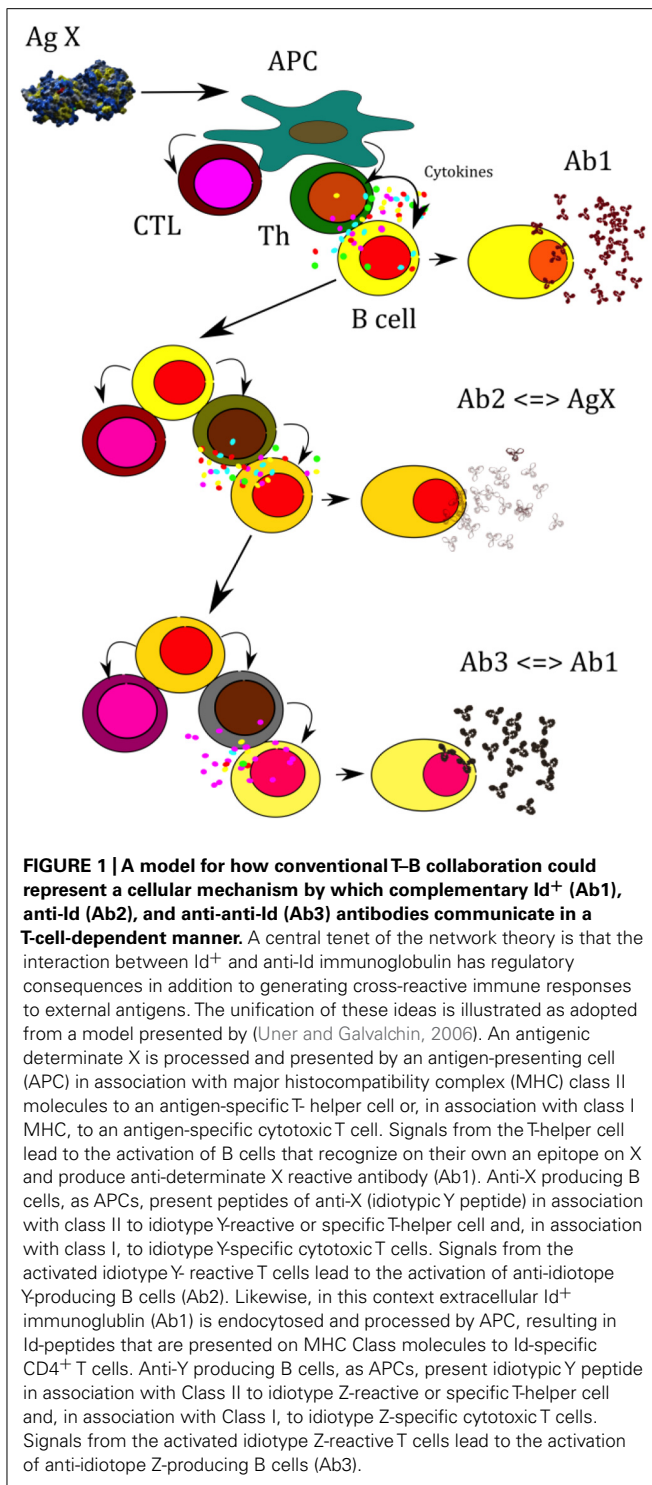 Ag X
APC
Cytokines
Ab1
CTL
Th
B cell
Ab2 <=> AgX
Ab3 <=> Ab1
FIGURE 1 | A model for how conventional T–B collaboration could
represent a cellular mechanism by which complementary Id+ (Ab1),
anti-Id (Ab2), and anti-anti-Id (Ab3) antibodies communicate in a
T-cell-dependent manner. A central tenet of the network theory is that the
interaction between Id+ and anti-Id immunoglobulin has regulatory
consequences in addition to generating cross-reactive immune responses
to external antigens. The unification of these ideas is illustrated as adopted
from a model presented by (Uner and Galvalchin, 2006). An antigenic
determinate X is processed and presented by an antigen-presenting cell
(APC) in association with major histocompatibility complex (MHC) class II
molecules to an antigen-specific T- helper cell or, in association with class I
MHC, to an antigen-specific cytotoxic T cell. Signals from the T-helper cell
lead to the activation of B cells that recognize on their own an epitope on X
and produce anti-determinate X reactive antibody (Ab1). Anti-X producing B
cells, as APCs, present peptides of anti-X (idiotypic Y peptide) in association
with class II to idiotype Y-reactive or specific T-helper cell and, in association
with class I, to idiotype Y-specific cytotoxic T cells. Signals from the
activated idiotype Y- reactive T cells lead to the activation of anti-idiotope
Y-producing B cells (Ab2). Likewise, in this context extracellular Id+
immunoglublin (Ab1) is endocytosed and processed by APC, resulting in
Id-peptides that are presented on MHC Class molecules to Id-specific
CD4+ T cells. Anti-Y producing B cells, as APCs, present idiotypic Y peptide
in association with Class II to idiotype Z-reactive or specific T-helper cell
and, in association with Class I, to idiotype Z-specific cytotoxic T cells.
Signals from the activated idiotype Z-reactive T cells lead to the activation
of anti-idiotope Z-producing B cells (Ab3).